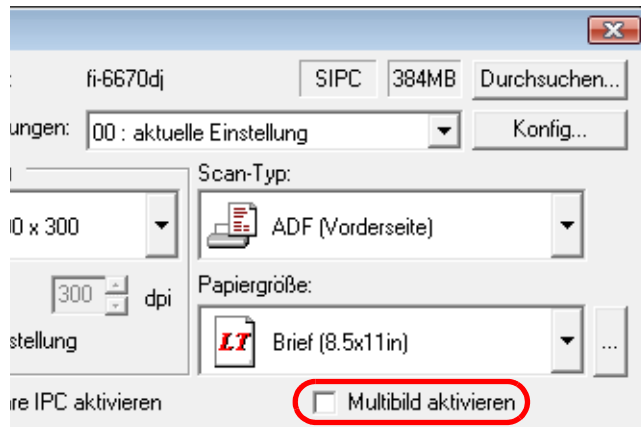 : fi-6670dj SIPC 384MB Durchsuchen...
ungen: 00 : aktuelle Einstellung Konfig...
Scan-Typ:
0 x 300 ADF (Vorderseite)
300 dpi Papiergröße:
stellung LT Brief (8.5x11in) ...
re IPC aktivieren Multibild aktivieren